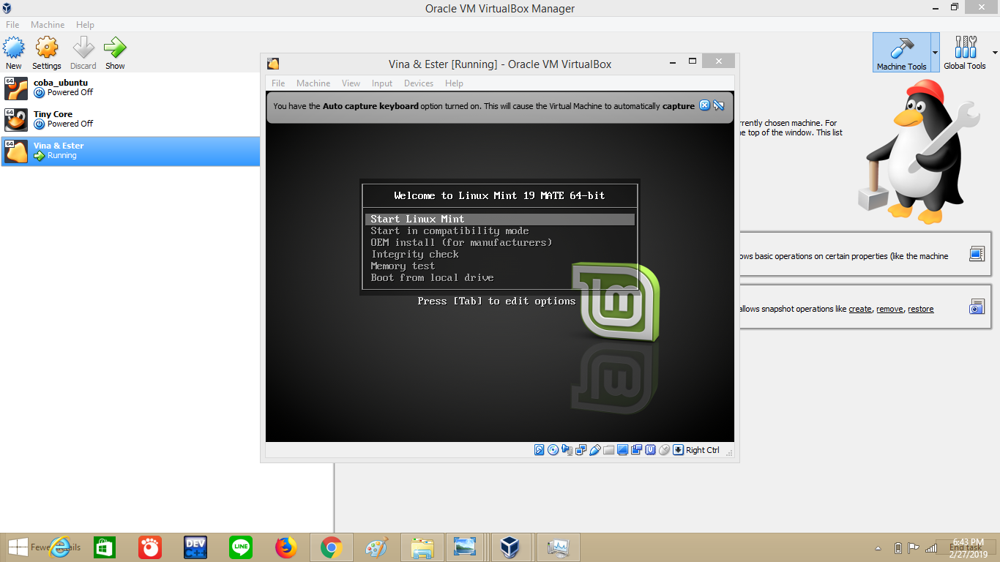 Oracle VM VirtualBox Manager
File Machine Help
New Settings Discard Show
Machine Tools Global Tools
64 coba_ubuntu
Powered Off
64 Tiny Core
Powered Off
64 Vina & Ester
Running
Vina & Ester [Running] - Oracle VM VirtualBox
File Machine View Input Devices Help
You have the Auto capture keyboard option turned on. This will cause the Virtual Machine to automatically capture
Welcome to Linux Mint 19 MATE 64-bit
Start Linux Mint
Start in compatibility mode
OEM install (for manufacturers)
Integrity check
Memory test
Boot from local drive
Press [Tab] to edit options
Right Ctrl
rrently chosen machine. For
e top of the window. This list
ows basic operations on certain properties (like the machine
allows snapshot operations like create, remove, restore
Fewer details
DEV C++
LINE
End task
6:43 PM
2/27/2019